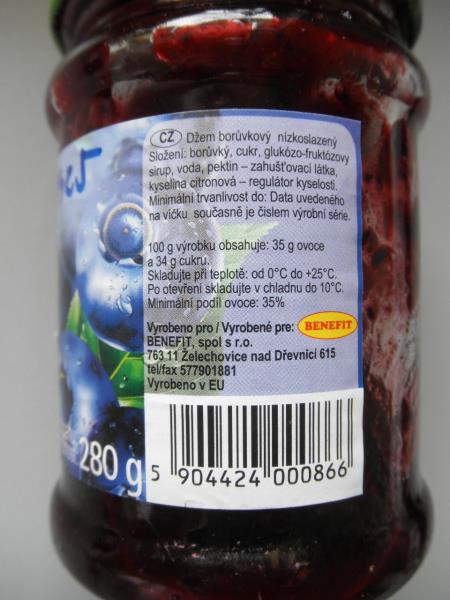 CZ Džem borůvkový nízkoslazený
Složení: borůvky, cukr, glukózo-fruktózovy
sirup, voda, pektin – zahušťovací látka,
kyselina citronová – regulátor kyselosti.
Minimální trvanlivost do: Data uvedeného
na víčku současně je čislem výrobní série.
100 g výrobku obsahuje: 35 g ovoce
a 34 g cukru.
Skladujte při teplotě: od 0°C do +25°C.
Po otevření skladujte v chladnu do 10°C.
Minimální podíl ovoce: 35%
Vyrobeno pro / Vyrobené pre: BENEFIT
BENEFIT, spol s r.o.
763 11 Želechovice nad Dřevnicí 615
tel/fax 577901881
Vyrobeno v EU
280 g
5 904424 000866